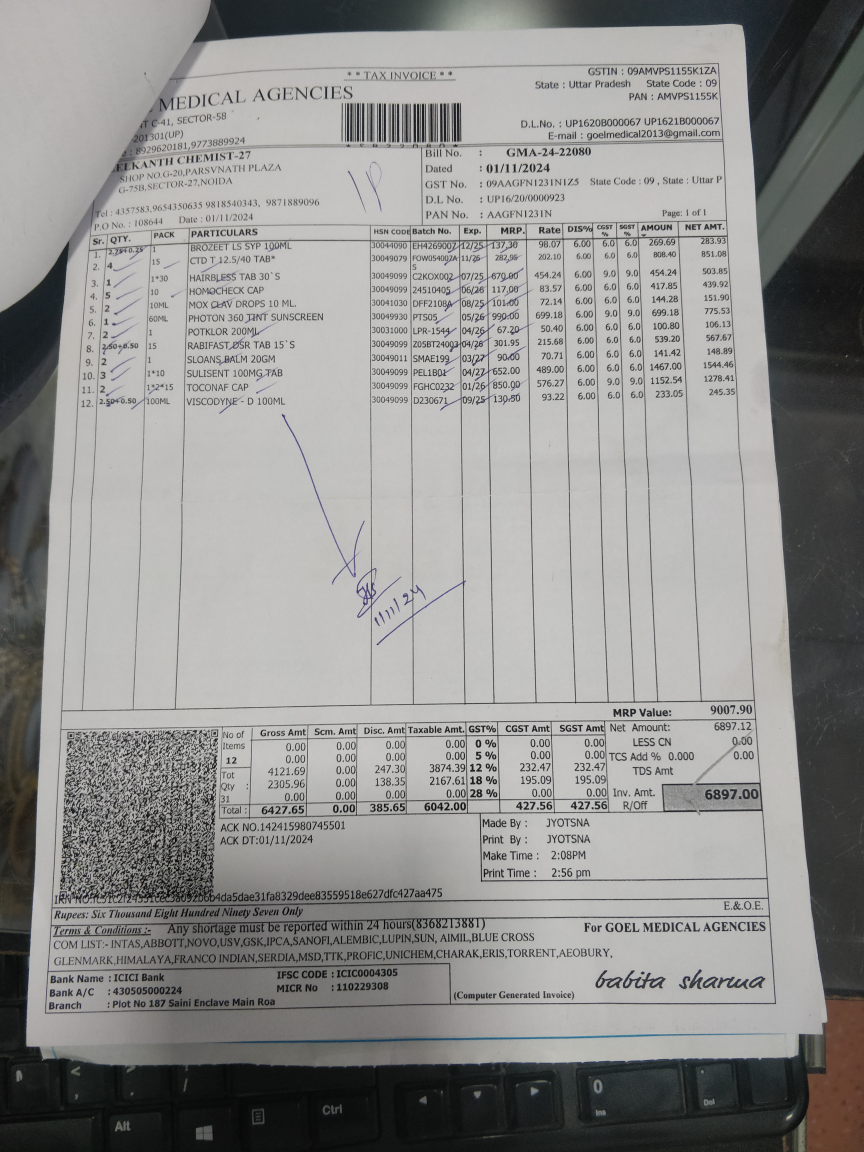 ** TAX INVOICE **
GSTIN : 09AMVPS1155K1ZA
State : Uttar Pradesh State Code : 09
PAN : AMVPS1155K
MEDICAL AGENCIES
C-41, SECTOR-58
201301(UP)
: 8929620181,9773889924
D.L.No. : UP1620B000067 UP1621B000067
E-mail : goelmedical2013@gmail.com
ELKANTH CHEMIST-27
SHOP NO.G-20,PARSVNATH PLAZA
G-75B,SECTOR-27,NOIDA
Tel : 4357583,9654350635 9818540343, 9871889096
P.O No. : 108644 Date : 01/11/2024
Bill No. : GMA-24-22080
Dated : 01/11/2024
GST No. : 09AAGFN1231N1Z5 State Code : 09 , State : Uttar P
D.L No. : UP16/20/0000923
PAN No. : AAGFN1231N Page: 1 of 1
Sr. QTY. PACK PARTICULARS HSN CODE Batch No. Exp. MRP. Rate DIS% CGST % SGST % AMOUN NET AMT.
1. 2.75+0.25 1 BROZEET LS SYP 100ML 30044090 EH4269007 12/25 137.30 98.07 6.00 6.0 6.0 269.69 283.93
2. 4 15 CTD T 12.5/40 TAB* 30049079 FOW054007A 11/26 282.95 202.10 6.00 6.0 6.0 808.40 851.08
5
3. 1 1*30 HAIRBLESS TAB 30`S 30049099 C2KOX002 07/25 670.00 454.24 6.00 9.0 9.0 454.24 503.85
4. 5 10 HOMOCHECK CAP 30049099 24510405 06/26 117.00 83.57 6.00 6.0 6.0 417.85 439.92
5. 2 10ML MOX CLAV DROPS 10 ML. 30041030 DFF2108A 08/25 101.00 72.14 6.00 6.0 6.0 144.28 151.90
6. 1 60ML PHOTON 360 TINT SUNSCREEN 30049930 PTS05 05/26 990.00 699.18 6.00 9.0 9.0 699.18 775.53
7. 2 1 POTKLOR 200ML 30031000 LPR-1544 04/26 67.20 50.40 6.00 6.0 6.0 100.80 106.13
8. 2.50+0.50 15 RABIFAST DSR TAB 15`S 30049099 Z05BT24003 04/26 301.95 215.68 6.00 6.0 6.0 539.20 567.67
9. 2 1 SLOANS BALM 20GM 30049011 SMAE199 03/27 90.00 70.71 6.00 6.0 6.0 141.42 148.89
10. 3 1*10 SULISENT 100MG TAB 30049099 PEL1B01 04/27 652.00 489.00 6.00 6.0 6.0 1467.00 1544.46
11. 2 1*2*15 TOCONAF CAP 30049099 FGHC0232 01/26 850.00 576.27 6.00 9.0 9.0 1152.54 1278.41
12. 2.50+0.50 100ML VISCODYNE - D 100ML 30049099 D230671 09/25 130.50 93.22 6.00 6.0 6.0 233.05 245.35
1/11/24
MRP Value: 9007.90
No of Items 12 Tot Qty : 31
Gross Amt Scm. Amt Disc. Amt Taxable Amt. GST% CGST Amt SGST Amt
0.00 0.00 0.00 0.00 0 % 0.00 0.00
0.00 0.00 0.00 0.00 5 % 0.00 0.00
4121.69 0.00 247.30 3874.39 12 % 232.47 232.47
2305.96 0.00 138.35 2167.61 18 % 195.09 195.09
0.00 0.00 0.00 0.00 28 % 0.00 0.00
Total : 6427.65 0.00 385.65 6042.00 427.56 427.56
Net Amount: 6897.12
LESS CN 0.00
TCS Add % 0.000 0.00
TDS Amt
Inv. Amt. 6897.00
R/Off
ACK NO.142415980745501
ACK DT:01/11/2024
Made By : JYOTSNA
Print By : JYOTSNA
Make Time : 2:08PM
Print Time : 2:56 pm
Rupees: Six Thousand Eight Hundred Ninety Seven Only
E.&.O.E.
Terms & Conditions :- Any shortage must be reported within 24 hours(8368213881)
For GOEL MEDICAL AGENCIES
COM LIST:- INTAS,ABBOTT,NOVO,USV,GSK,IPCA,SANOFI,ALEMBIC,LUPIN,SUN, AIMIL,BLUE CROSS
GLENMARK,HIMALAYA,FRANCO INDIAN,SERDIA,MSD,TTK,PROFIC,UNICHEM,CHARAK,ERIS,TORRENT,AEOBURY,
Bank Name : ICICI Bank IFSC CODE : ICIC0004305
Bank A/C : 430505000224 MICR No : 110229308
Branch : Plot No 187 Saini Enclave Main Roa
(Computer Generated Invoice)
babita sharma
Alt
Ctrl
0
Ins
Del